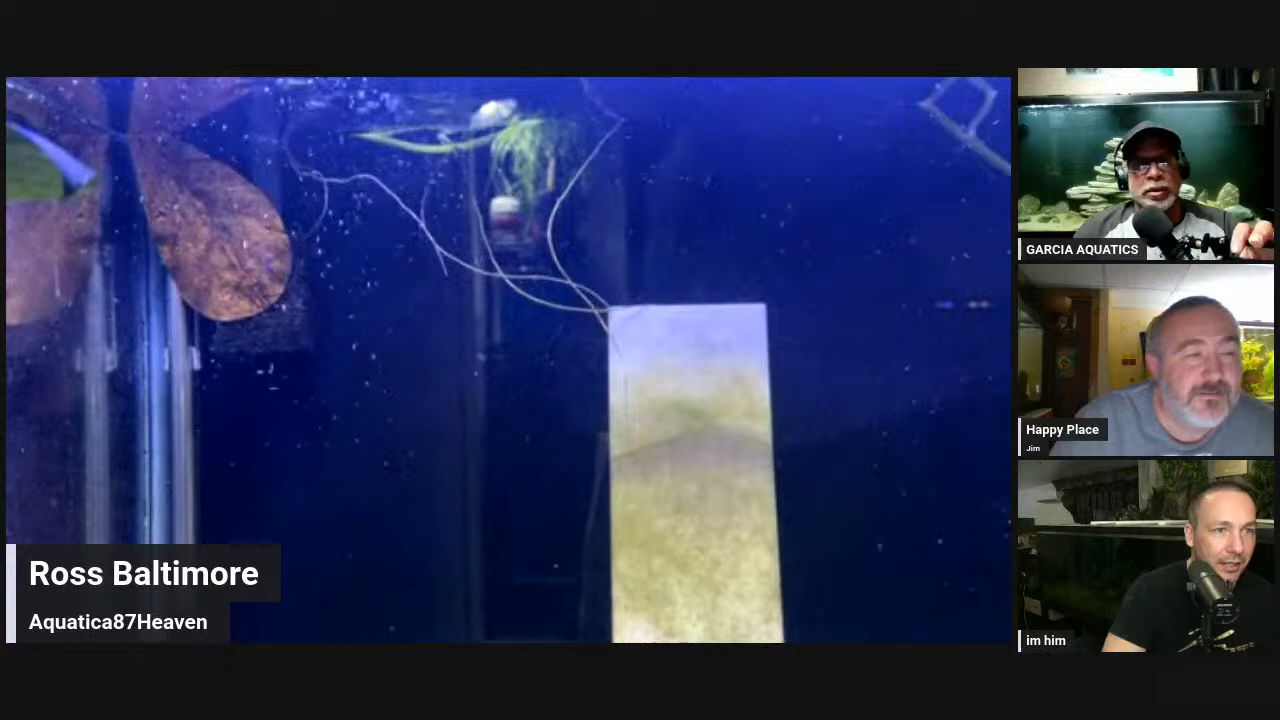 Ross Baltimore
Aquatica87Heaven
GARCIA AQUATICS
Happy Place
Jim
im him